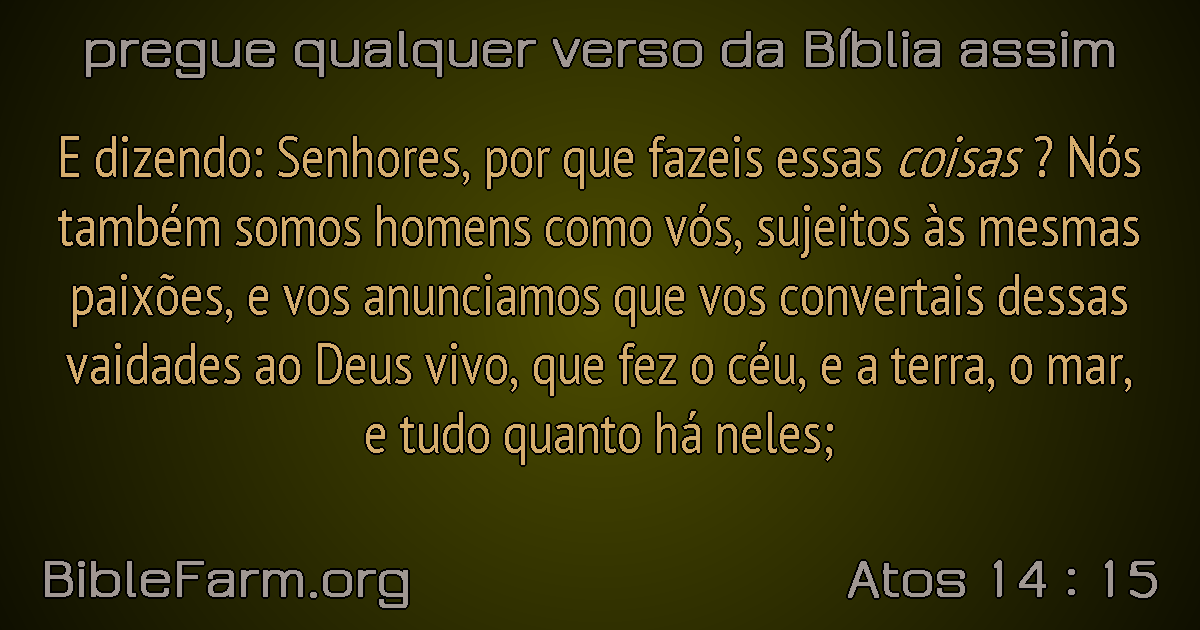 pregue qualquer verso da Bíblia assim
E dizendo: Senhores, por que fazeis essas coisas ? Nós
também somos homens como vós, sujeitos às mesmas
paixões, e vos anunciamos que vos convertais dessas
vaidades ao Deus vivo, que fez o céu, e a terra, o mar,
e tudo quanto há neles;
BibleFarm.org
Atos 14 : 15